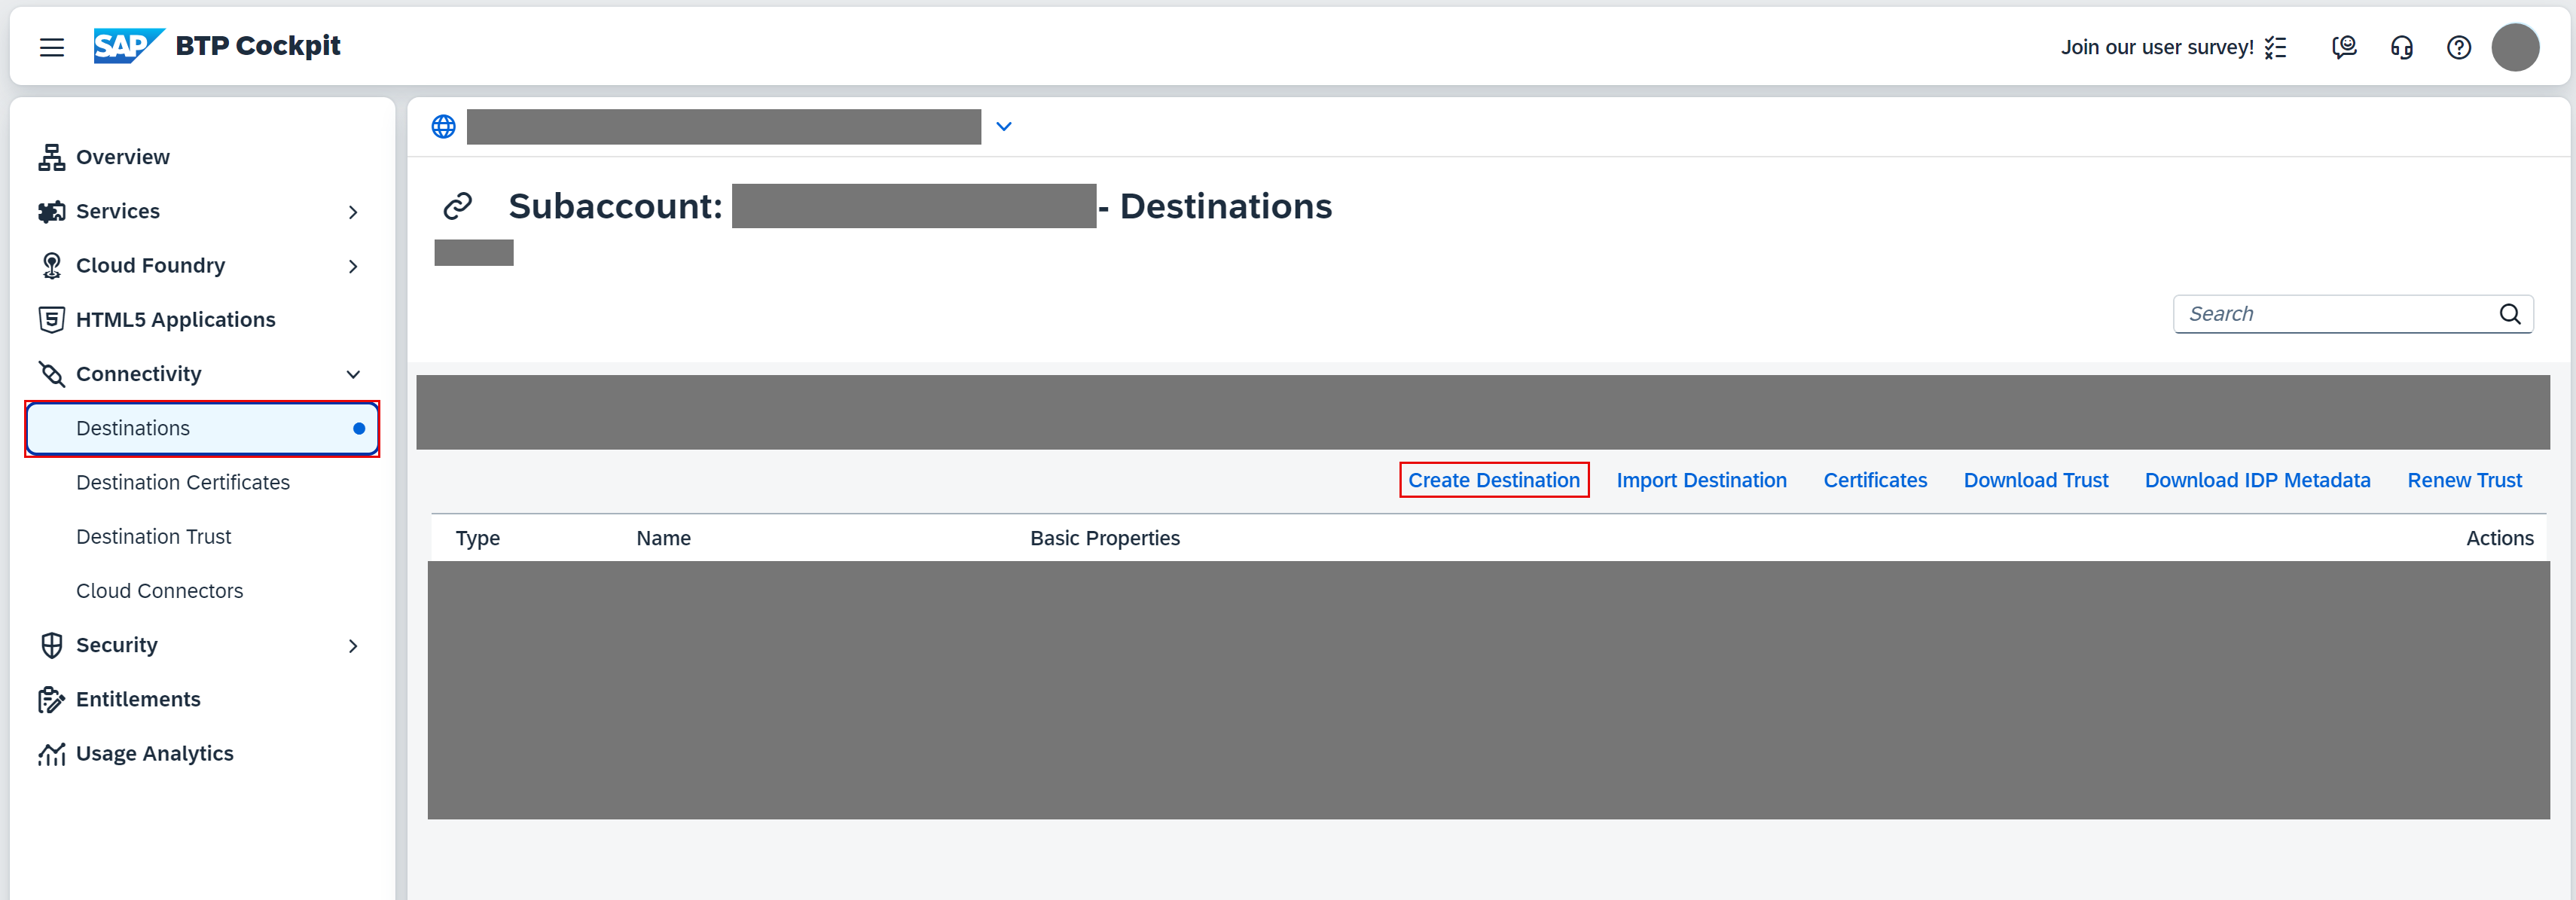 SAP BTP Cockpit
Join our user survey!
Overview
Services
Cloud Foundry
HTML5 Applications
Connectivity
Destinations
Destination Certificates
Destination Trust
Cloud Connectors
Security
Entitlements
Usage Analytics
Subaccount: - Destinations
Search
Create Destination Import Destination Certificates Download Trust Download IDP Metadata Renew Trust
Type Name Basic Properties Actions